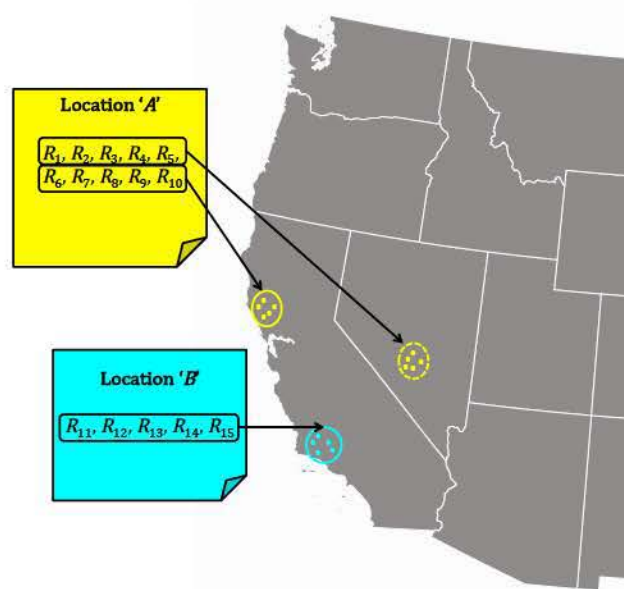 Location 'A'
R₁, R₂, R₃, R₄, R₅,
R₆, R₇, R₈, R₉, R₁₀
Location 'B'
R₁₁, R₁₂, R₁₃, R₁₄, R₁₅